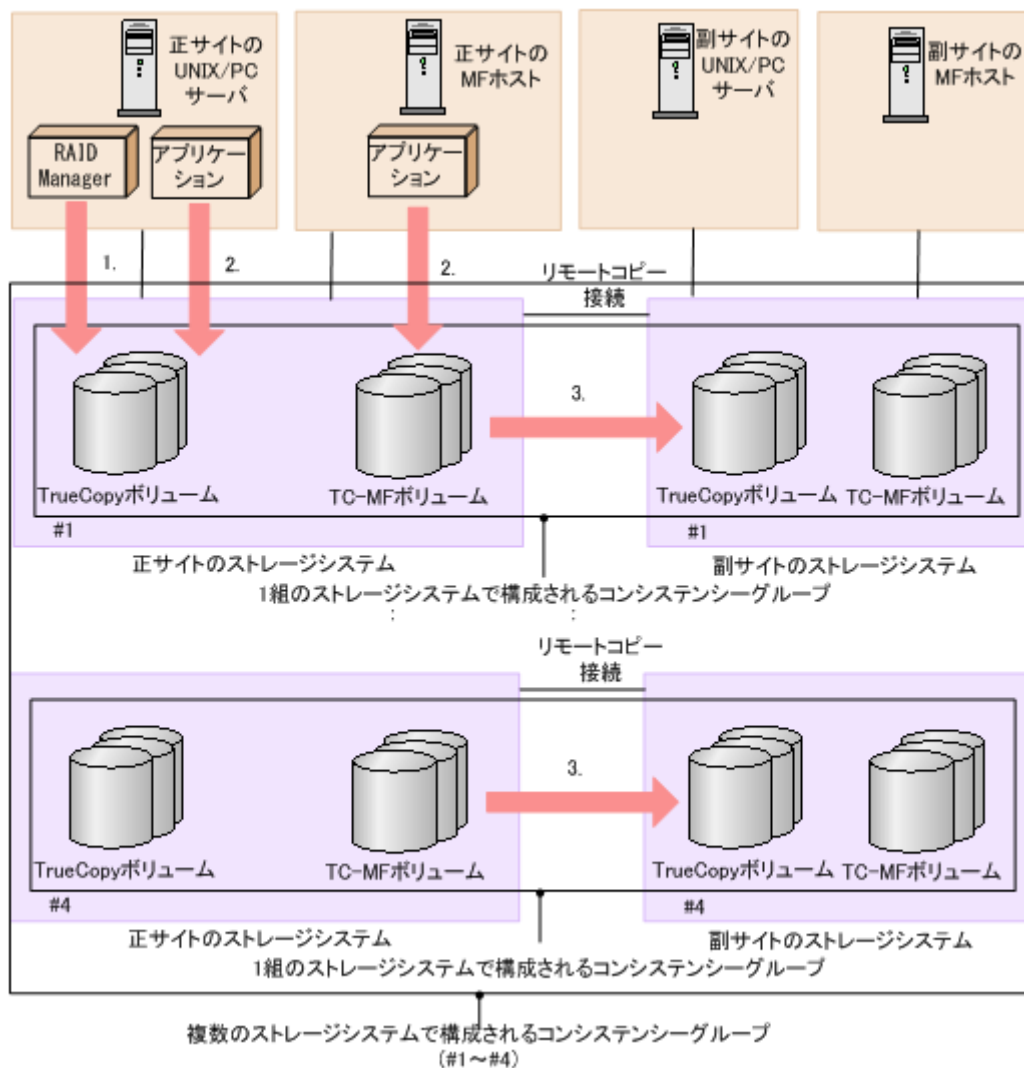 正サイトの
UNIX/PC
サーバ
正サイトの
MFホスト
副サイトの
UNIX/PC
サーバ
副サイトの
MFホスト
RAID
Manager
アプリケー
ション
アプリケー
ション
1.
2.
2.
リモートコピー
接続
3.
TrueCopyボリューム
TC-MFボリューム
TrueCopyボリューム
TC-MFボリューム
#1
#1
正サイトのストレージシステム
副サイトのストレージシステム
1組のストレージシステムで構成されるコンシステンシーグループ
:
:
リモートコピー
接続
3.
TrueCopyボリューム
TC-MFボリューム
TrueCopyボリューム
TC-MFボリューム
#4
#4
正サイトのストレージシステム
副サイトのストレージシステム
1組のストレージシステムで構成されるコンシステンシーグループ
複数のストレージシステムで構成されるコンシステンシーグループ
(#1～#4)